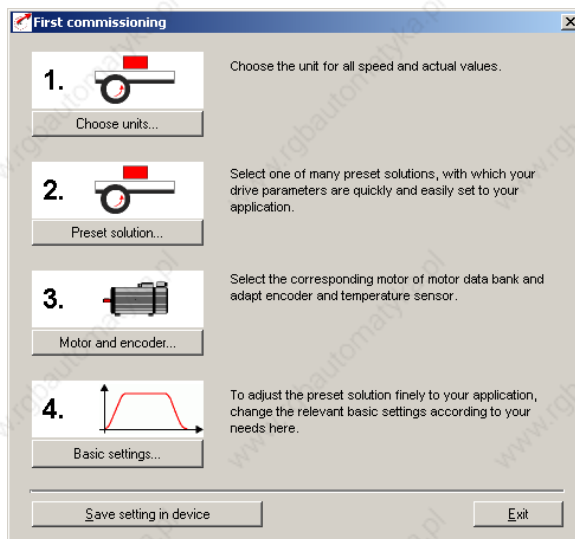 First commissioning
1.
Choose the unit for all speed and actual values.
Choose units...
2.
Select one of many preset solutions, with which your
drive parameters are quickly and easily set to your
application.
Preset solution...
3.
Select the corresponding motor of motor data bank and
adapt encoder and temperature sensor.
Motor and encoder...
4.
To adjust the preset solution finely to your application,
change the relevant basic settings according to your
needs here.
Basic settings...
Save setting in device
Exit
www.rgbautomatyka.pl